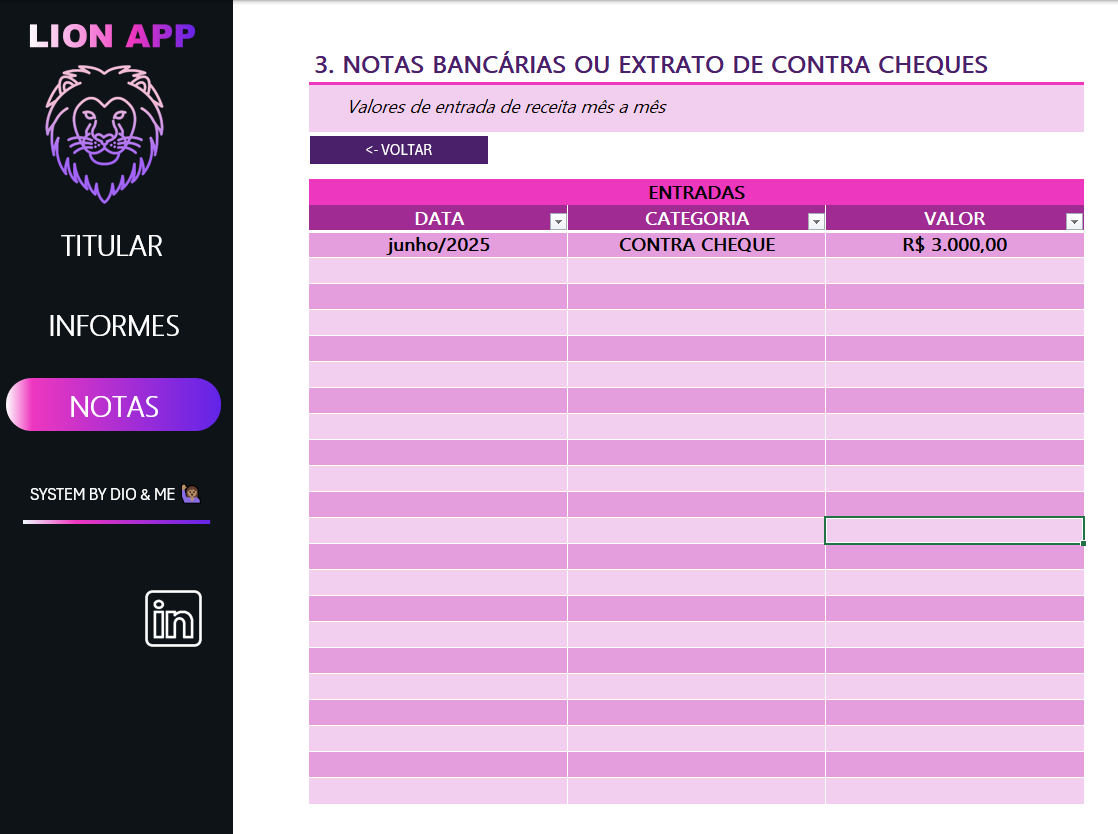 LION APP
TITULAR
INFORMES
NOTAS
SYSTEM BY DIO & ME 🙋🏽‍♀️
in
3. NOTAS BANCÁRIAS OU EXTRATO DE CONTRA CHEQUES
Valores de entrada de receita mês a mês
<- VOLTAR
ENTRADAS
DATA CATEGORIA VALOR
junho/2025 CONTRA CHEQUE R$ 3.000,00